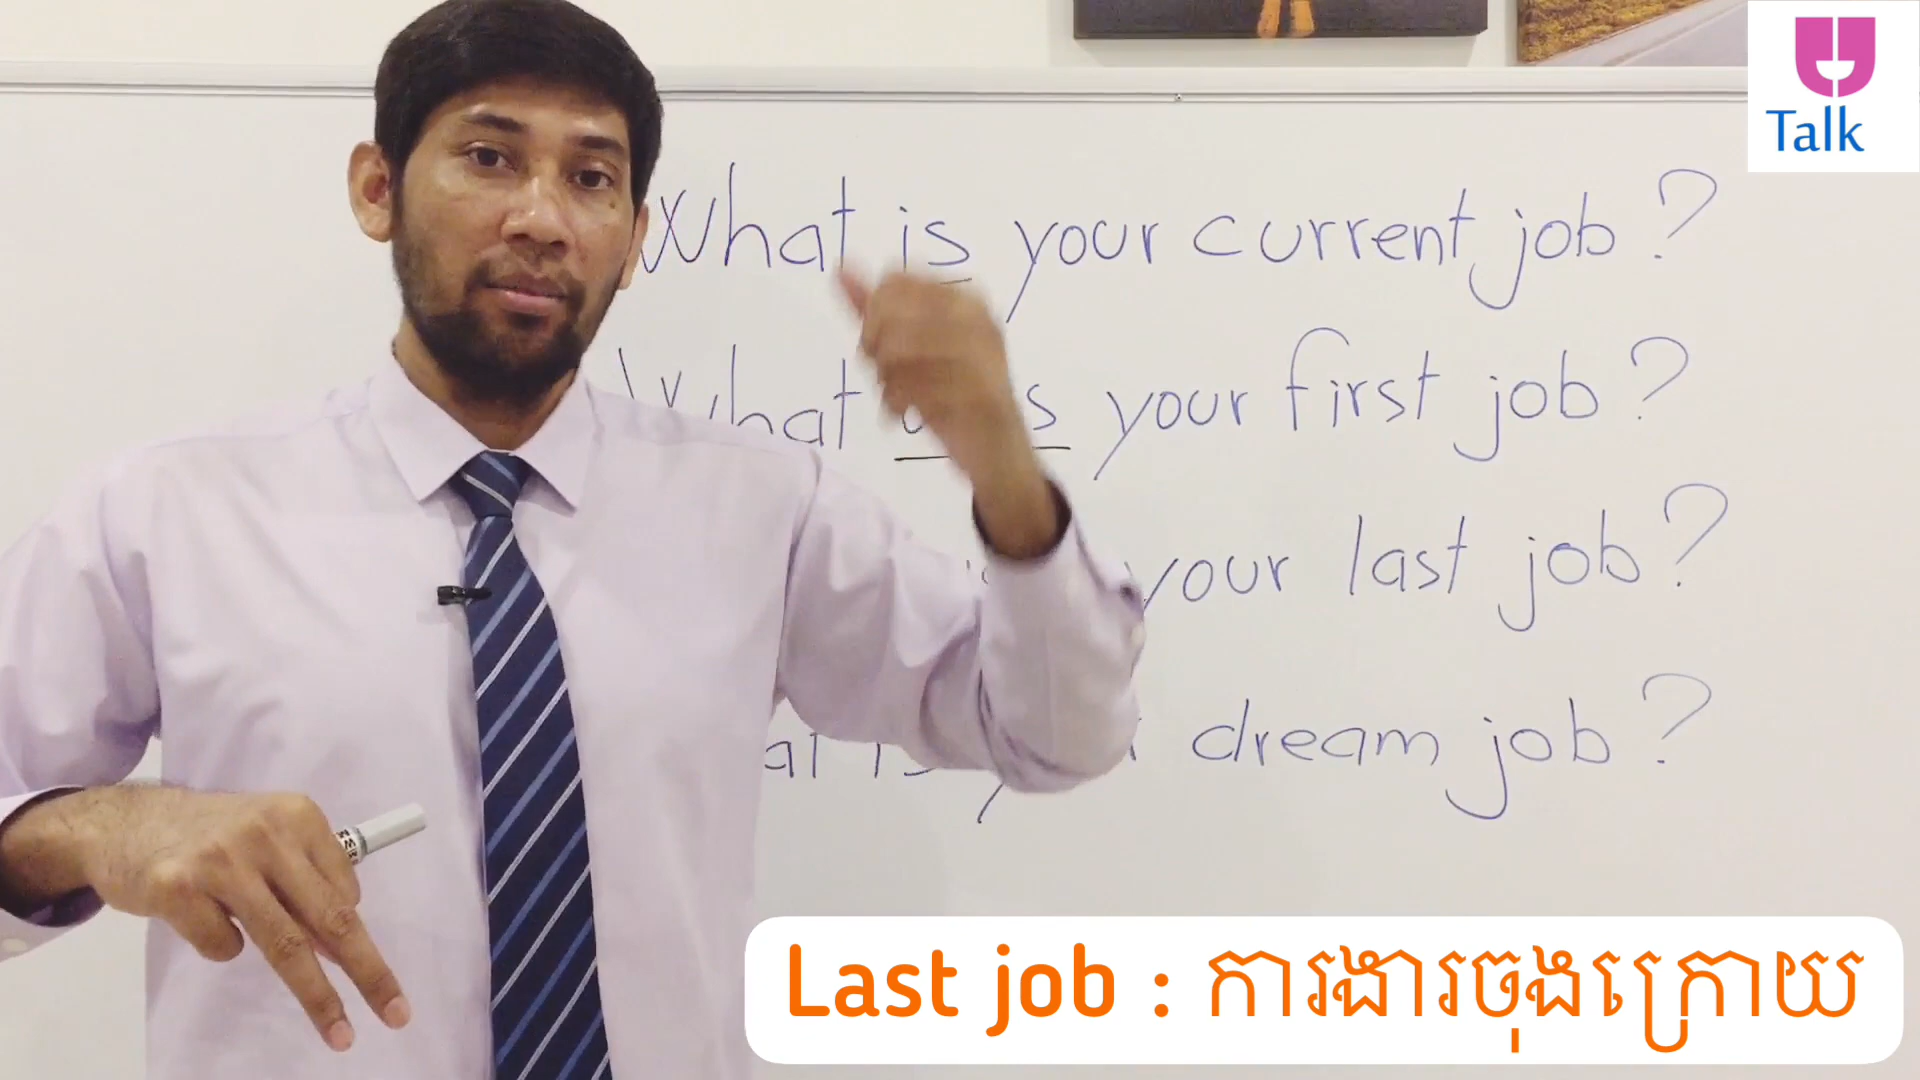 Talk
What is your current job?
What your first job?
your last job?
dream job?
Last job : ការងារចុងក្រោយ